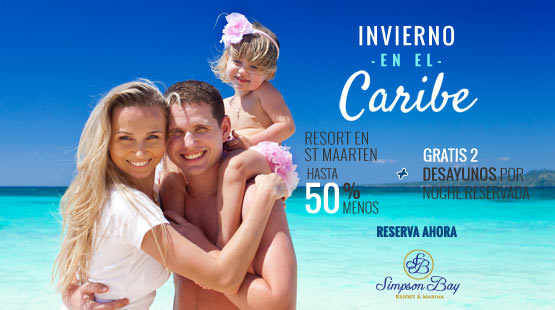 INVIERNO
-EN EL-
Caribe
RESORT EN
ST MAARTEN
HASTA
50%
MENOS
+
GRATIS 2
DESAYUNOS POR
NOCHE RESERVADA
RESERVA AHORA
SB
Simpson Bay
RESORT & MARINA